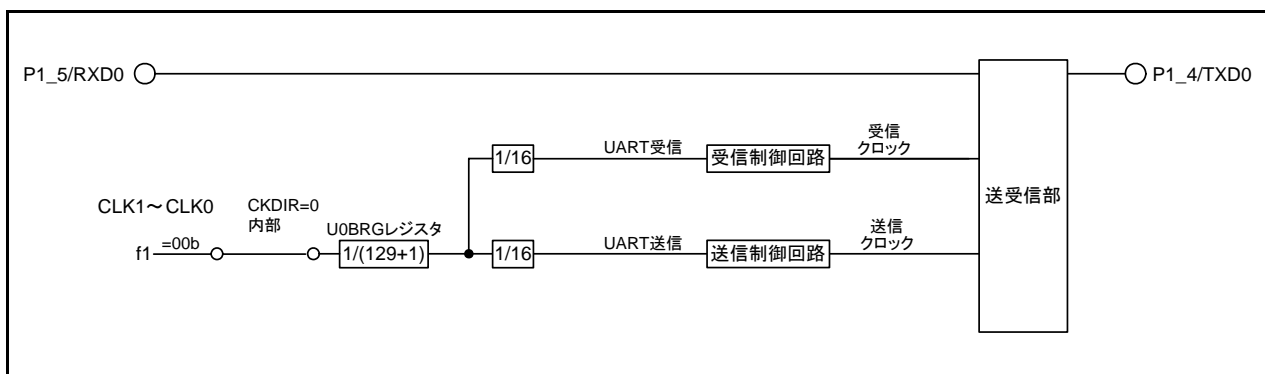 P1_5/RXD0
P1_4/TXD0
1/16
UART受信
受信制御回路
受信
クロック
送受信部
CLK1～CLK0
CKDIR=0
内部
U0BRGレジスタ
f1
=00b
1/(129+1)
1/16
UART送信
送信制御回路
送信
クロック